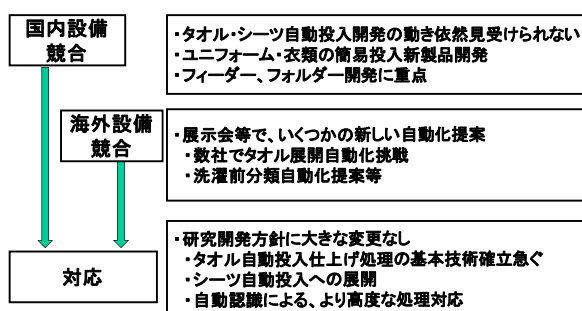 国内設備
競合
・タオル・シーツ自動投入開発の動き依然見受けられない
・ユニフォーム・衣類の簡易投入新製品開発
・フィーダー、フォルダー開発に重点
海外設備
競合
・展示会等で、いくつかの新しい自動化提案
・数社でタオル展開自動化挑戦
・洗濯前分類自動化提案等
対応
・研究開発方針に大きな変更なし
・タオル自動投入仕上げ処理の基本技術確立急ぐ
・シーツ自動投入への展開
・自動認識による、より高度な処理対応